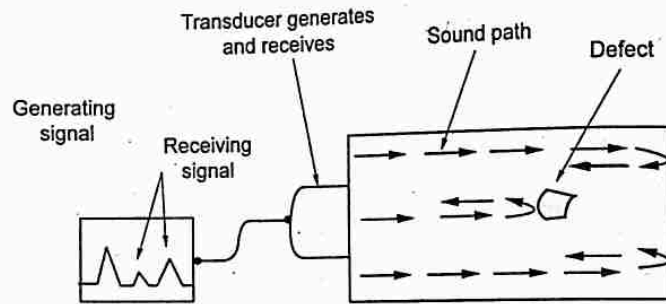 Transducer generates
and receives
Sound path
Defect
Generating
signal
Receiving
signal